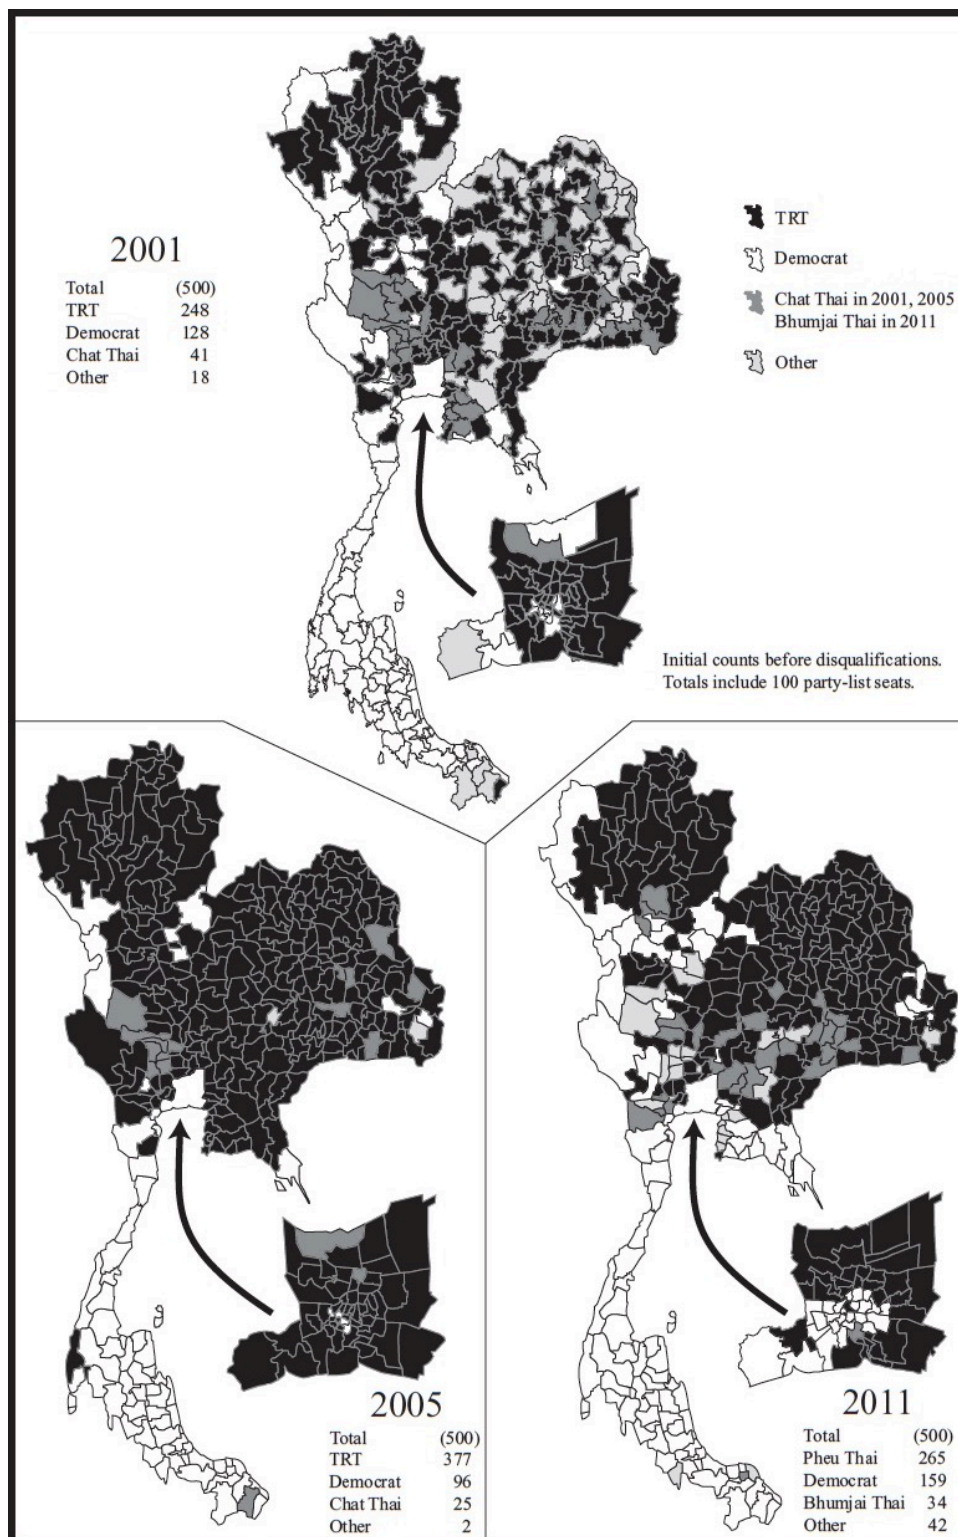 2001
Total (500)
TRT 248
Democrat 128
Chat Thai 41
Other 18
TRT
Democrat
Chat Thai in 2001, 2005
Bhumjai Thai in 2011
Other
Initial counts before disqualifications.
Totals include 100 party-list seats.
2005
Total (500)
TRT 377
Democrat 96
Chat Thai 25
Other 2
2011
Total (500)
Pheu Thai 265
Democrat 159
Bhumjai Thai 34
Other 42